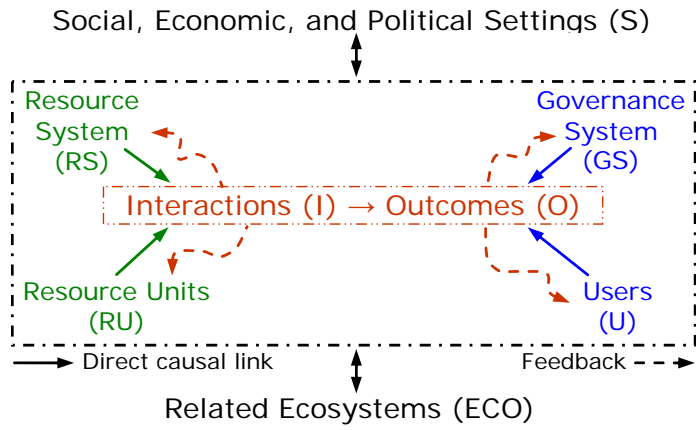 Social, Economic, and Political Settings (S)
Resource
System
(RS)
Governance
System
(GS)
Interactions (I) → Outcomes (O)
Resource Units
(RU)
Users
(U)
Direct causal link
Feedback
Related Ecosystems (ECO)